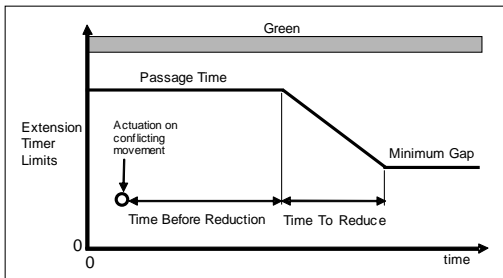 Green
Passage Time
Extension
Timer
Limits
Actuation on
conflicting
movement
Minimum Gap
Time Before Reduction
Time To Reduce
0
0
time